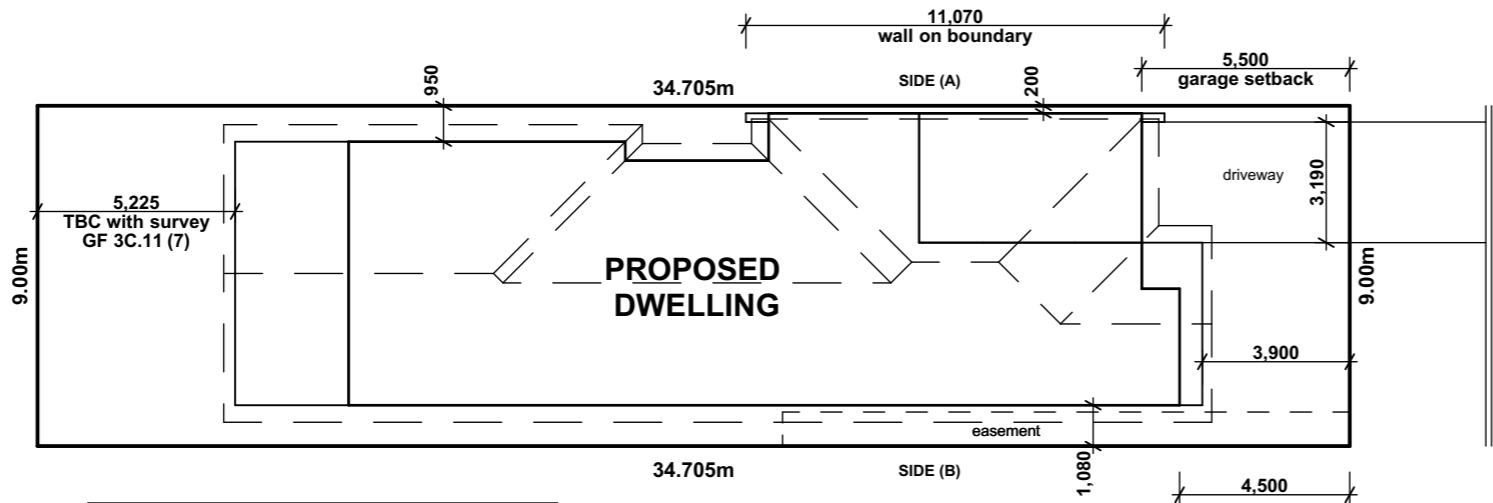 11,070
wall on boundary
5,500
garage setback
950
34.705m
SIDE (A)
200
driveway
3,190
5,225
TBC with survey
GF 3C.11 (7)
9.00m
PROPOSED
DWELLING
9.00m
3,900
easement
1,080
34.705m
SIDE (B)
4,500